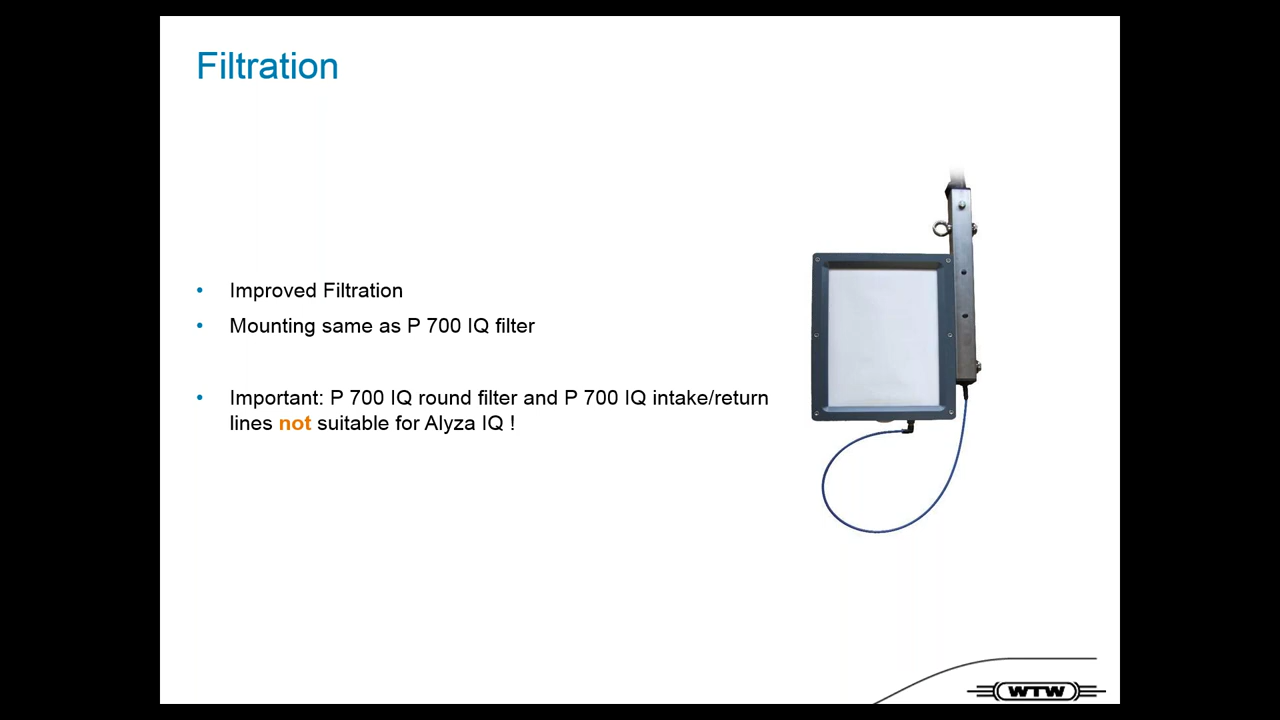 Filtration
• Improved Filtration
• Mounting same as P 700 IQ filter
• Important: P 700 IQ round filter and P 700 IQ intake/return
lines not suitable for Alyza IQ !
WTW